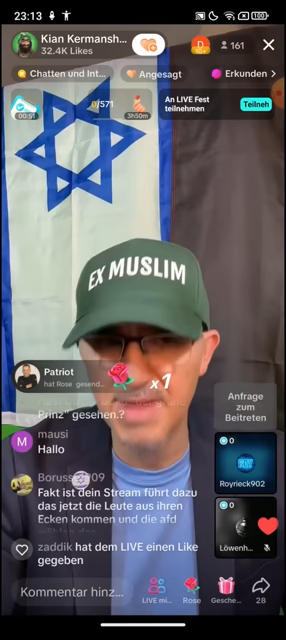 23:13
100
Kian Kermansh...
32.4K Likes
D
161
Chatten und Int...
Angesagt
Erkunden
00:51
0/571
3h50m
An LIVE Fest
teilnehmen
Teilneh
EX MUSLIM
Patriot
hat Rose gesend...
x1
Prinz" gesehen.?
M
mausi
Hallo
Fakt ist dein Stream führt dazu
das jetzt die Leute aus ihren
Ecken kommen und die afd
zaddik hat dem LIVE einen Like
gegeben
Anfrage
zum
Beitreten
0
Royrieck902
0
Löwenh...
Kommentar hinz...
LIVE mi...
Rose
Gesche...
28